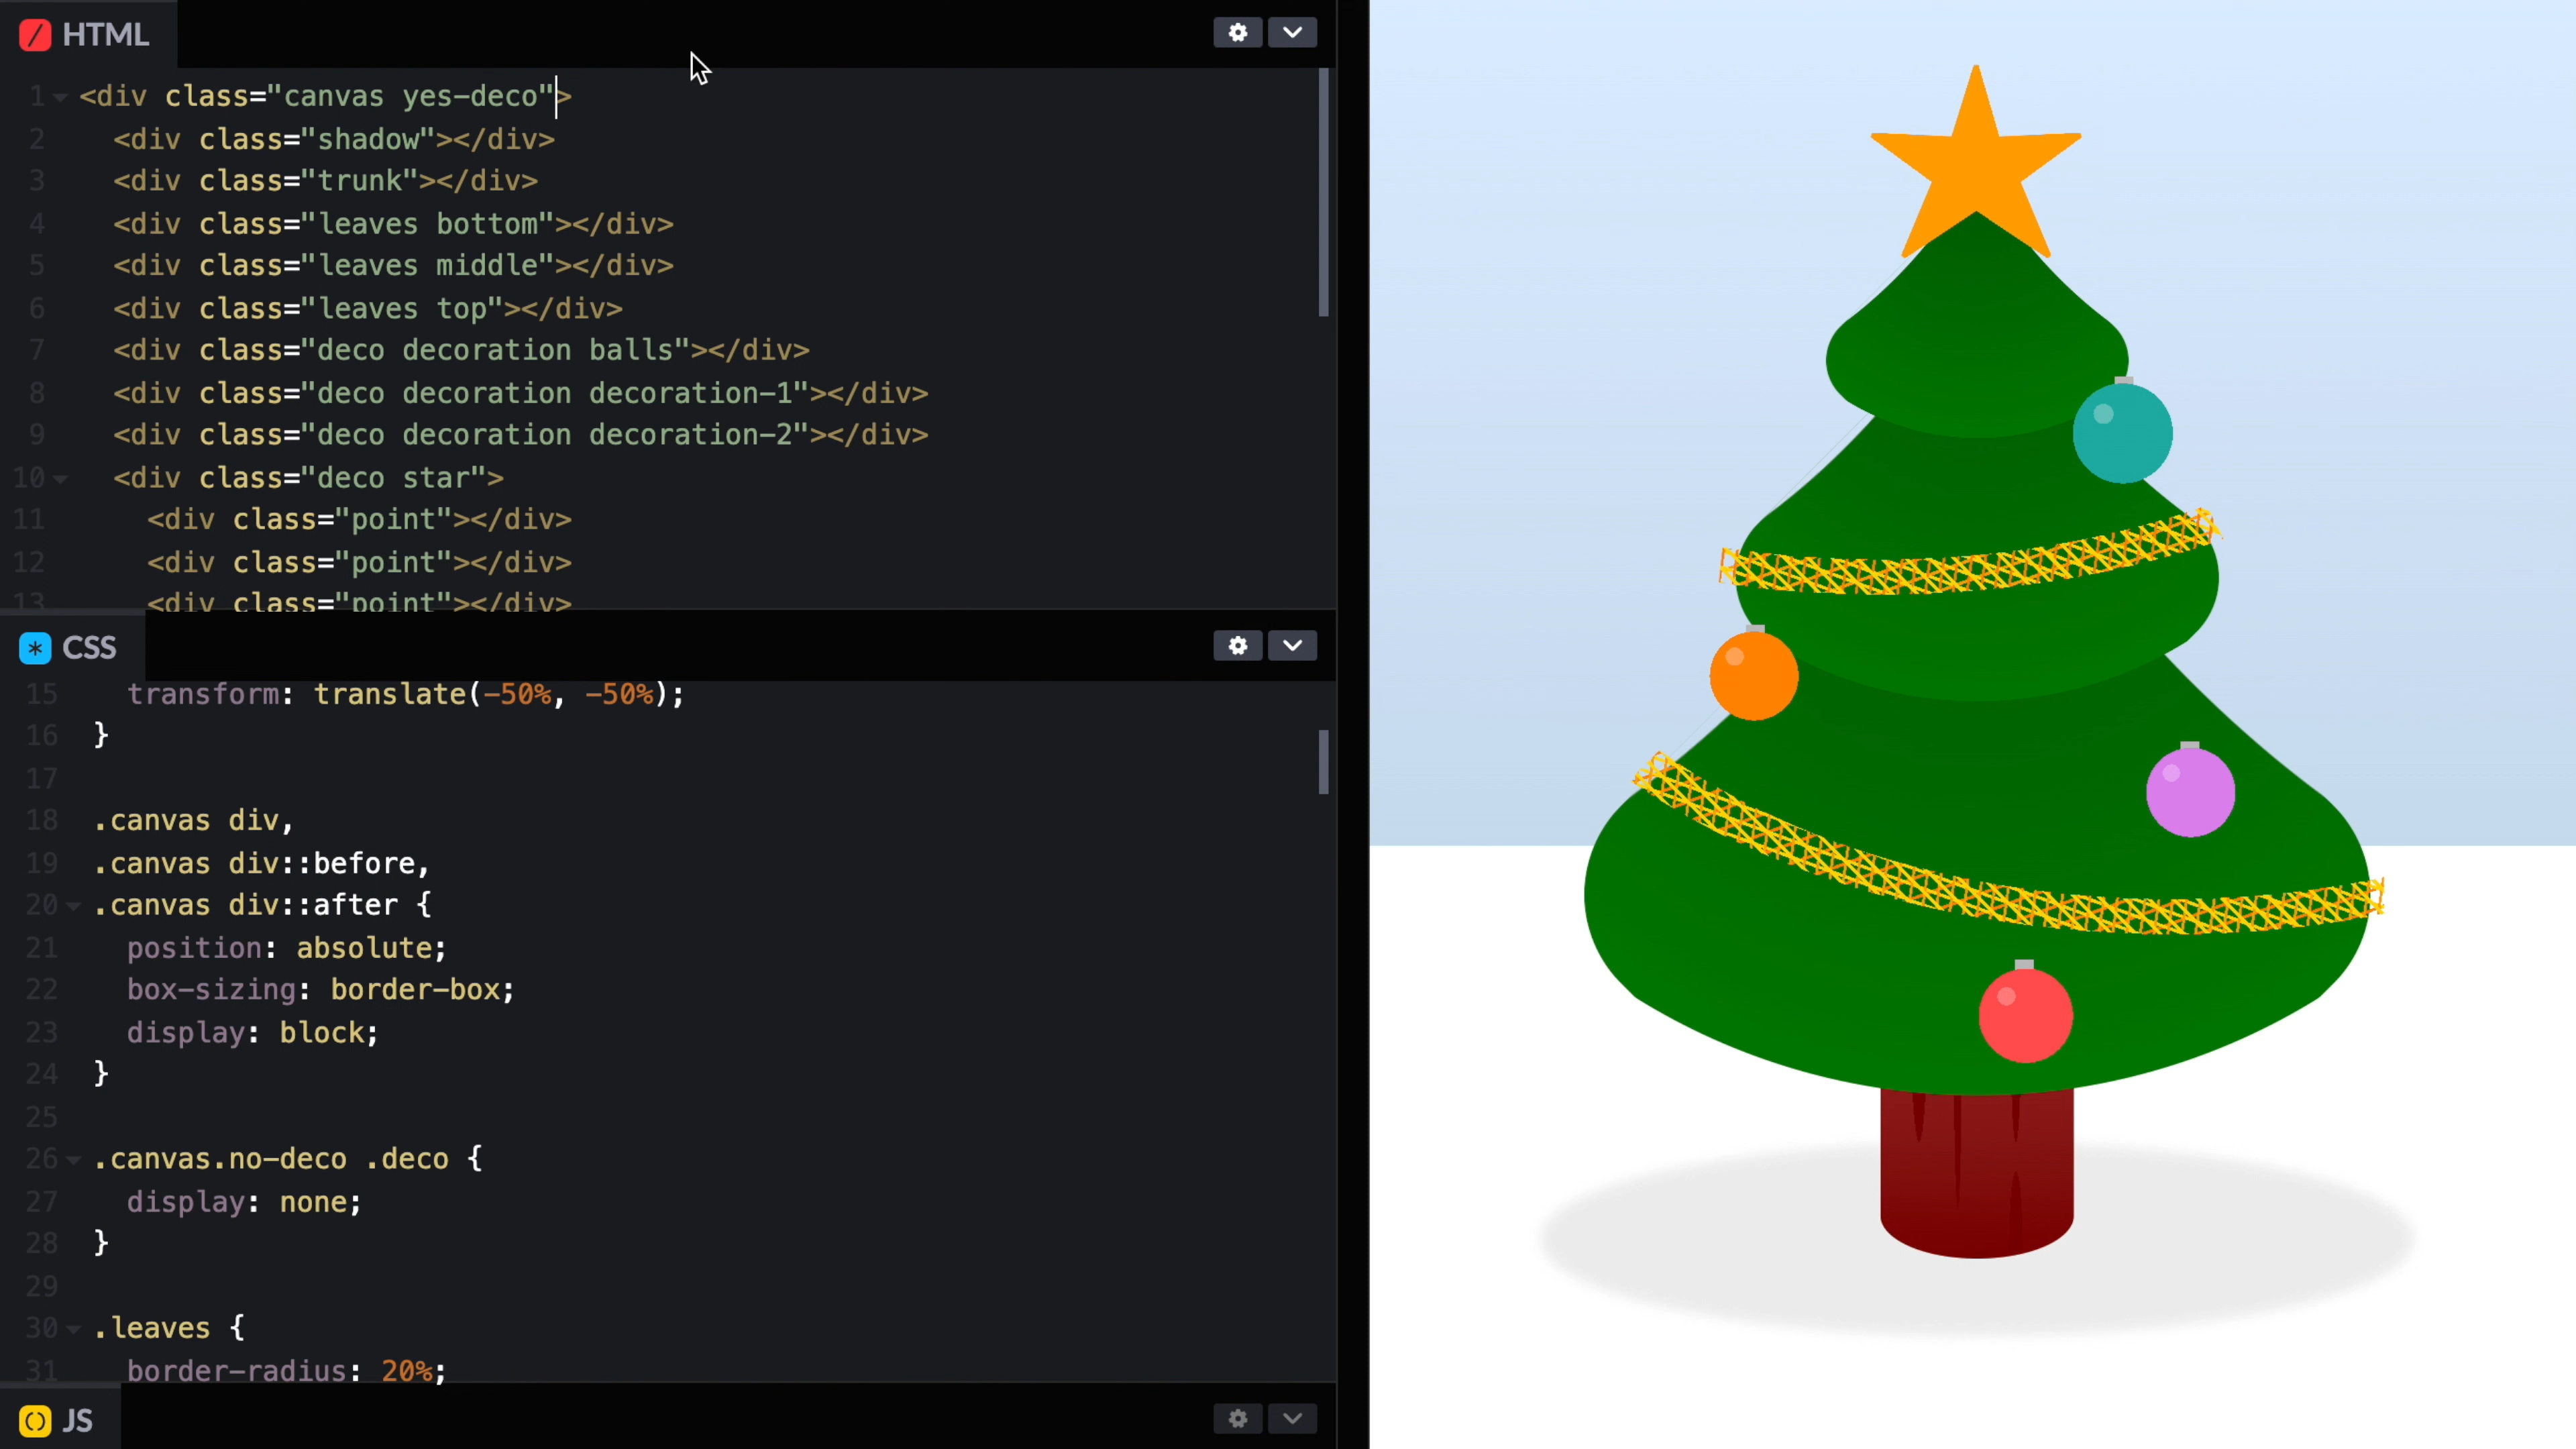 HTML
1 <div class="canvas yes-deco">
2 <div class="shadow"></div>
3 <div class="trunk"></div>
4 <div class="leaves bottom"></div>
5 <div class="leaves middle"></div>
6 <div class="leaves top"></div>
7 <div class="deco decoration balls"></div>
8 <div class="deco decoration decoration-1"></div>
9 <div class="deco decoration decoration-2"></div>
10 <div class="deco star">
11 <div class="point"></div>
12 <div class="point"></div>
13 <div class="point"></div>
CSS
15 transform: translate(-50%, -50%);
16 }
17
18 .canvas div,
19 .canvas div::before,
20 .canvas div::after {
21 position: absolute;
22 box-sizing: border-box;
23 display: block;
24 }
25
26 .canvas.no-deco .deco {
27 display: none;
28 }
29
30 .leaves {
31 border-radius: 20%;
JS